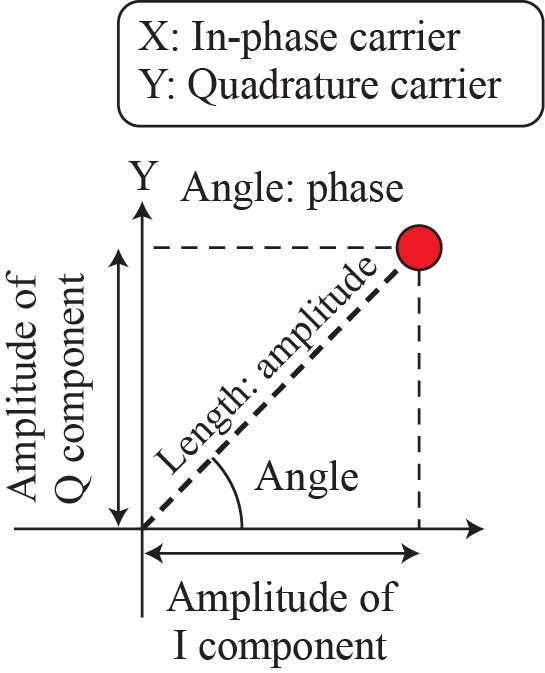 X: In-phase carrier
Y: Quadrature carrier
Y
Angle: phase
Amplitude of
Q component
Length: amplitude
Angle
Amplitude of
I component